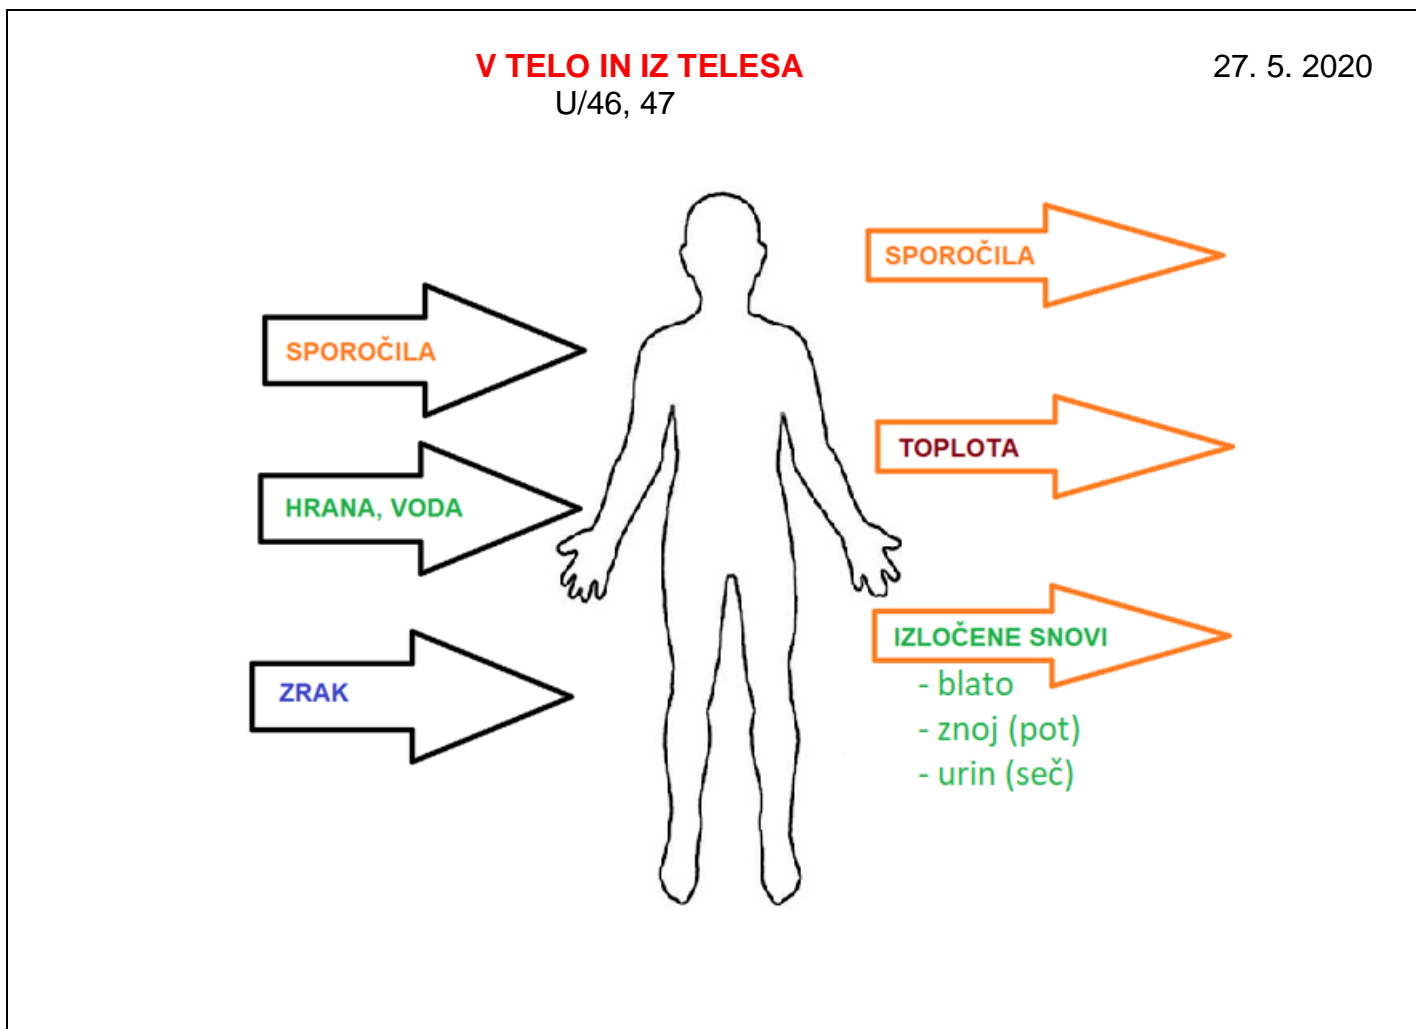 V TELO IN IZ TELESA 27. 5. 2020
U/46, 47
SPOROČILA
HRANA, VODA
ZRAK
SPOROČILA
TOPLOTA
IZLOČENE SNOVI
- blato
- znoj (pot)
- urin (seč)